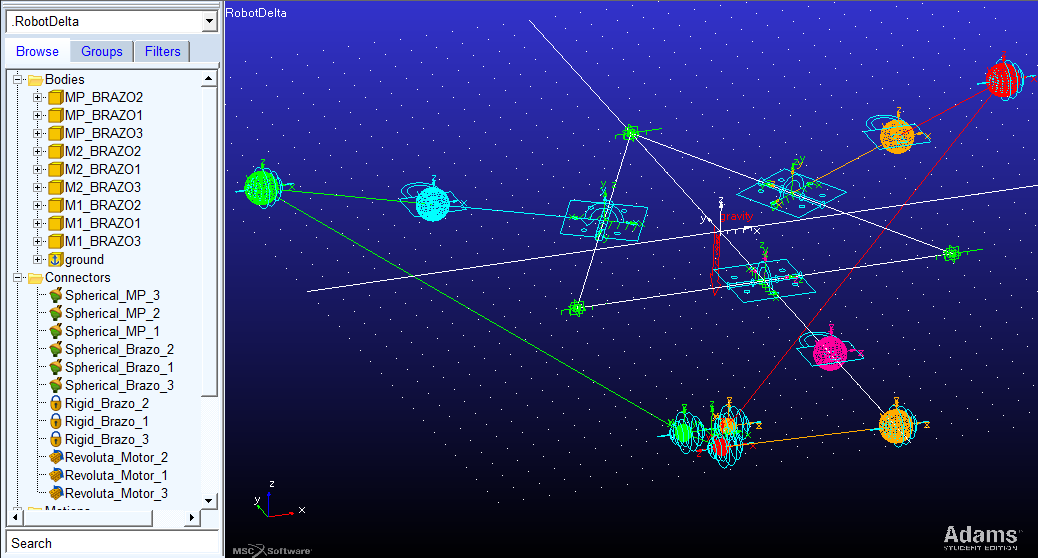 .RobotDelta
Browse
Groups
Filters
Bodies
MP_BRAZO2
MP_BRAZO1
MP_BRAZO3
M2_BRAZO2
M2_BRAZO1
M2_BRAZO3
M1_BRAZO2
M1_BRAZO1
M1_BRAZO3
ground
Connectors
Spherical_MP_3
Spherical_MP_2
Spherical_MP_1
Spherical_Brazo_2
Spherical_Brazo_1
Spherical_Brazo_3
Rigid_Brazo_2
Rigid_Brazo_1
Rigid_Brazo_3
Revoluta_Motor_2
Revoluta_Motor_1
Revoluta_Motor_3
Search
RobotDelta
gravity
z
y
x
MSC Software
Adams
STUDENT EDITION